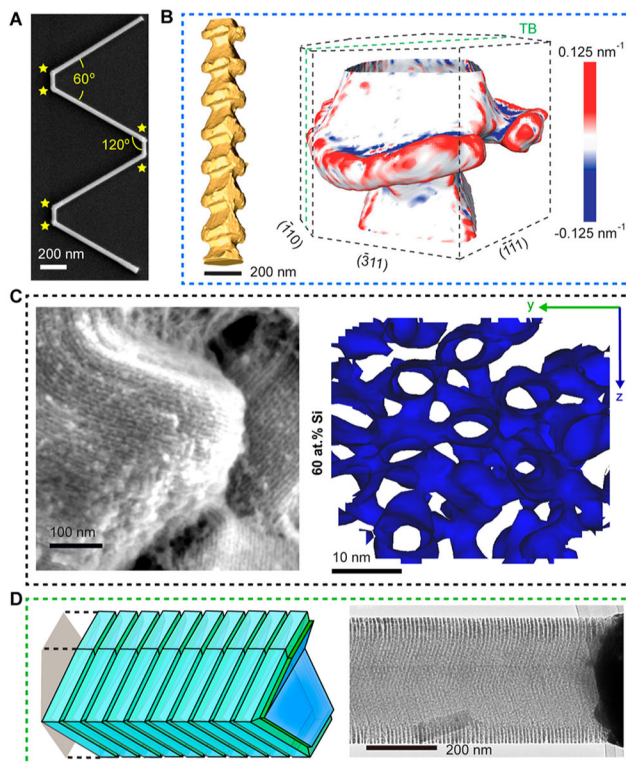 A
60°
120°
200 nm
B
TB
0.125 nm⁻¹
-0.125 nm⁻¹
(1̄10)
(3̄11)
(1̄1̄1)
200 nm
C
y
z
60 at.% Si
100 nm
10 nm
D
200 nm